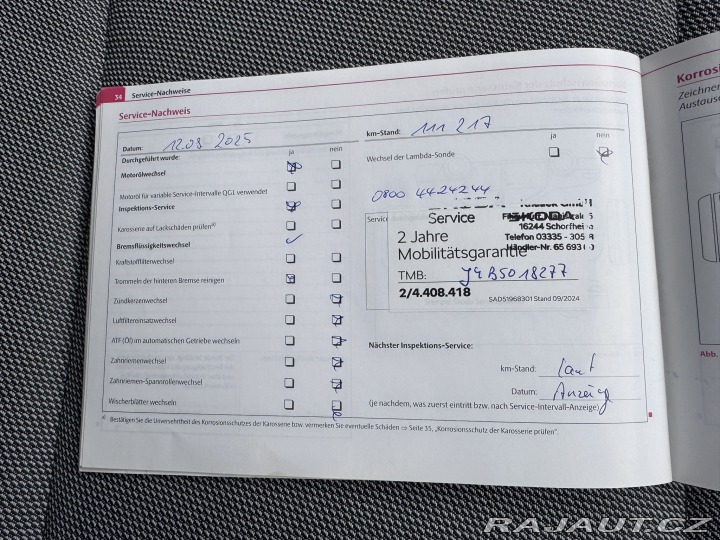 34 Service-Nachweise
Service-Nachweis
Datum: 12.08 2025
ja nein
Durchgeführt wurde:
Motorölwechsel
Motoröl für variable Service-Intervalle QG1 verwendet
Inspektions-Service
Karosserie auf Lackschäden prüfen a)
Bremsflüssigkeitswechsel
Kraftstofffilterwechsel
Trommeln der hinteren Bremse reinigen
Zündkerzenwechsel
Luftfiltereinsatzwechsel
ATF (Öl) im automatischen Getriebe wechseln
Zahnriemenwechsel
Zahnriemen-Spannrollenwechsel
Wischerblätter wechseln
km-Stand: 111 217
ja nein
Wechsel der Lambda-Sonde
0800 4424244
Service
2 Jahre
Mobilitätsgarantie
16244 Schorfhei
Telefon 03335 - 305
Händler-Nr. 65 693
TMB: J4B5018277
2/4.408.418
SAD51968301 Stand 09/2024
Nächster Inspektions-Service:
km-Stand: laut
Datum: Anzeige
(je nachdem, was zuerst eintritt bzw. nach Service-Intervall-Anzeige)
a) Bestätigen Sie die Unversehrtheit des Korrosionsschutzes der Karosserie bzw. vermerken Sie eventuelle Schäden ⇨ Seite 35, „Korrosionsschutz der Karosserie prüfen".
Korrosi
Zeichner
Austausc
Abb.
RAJAUT.CZ